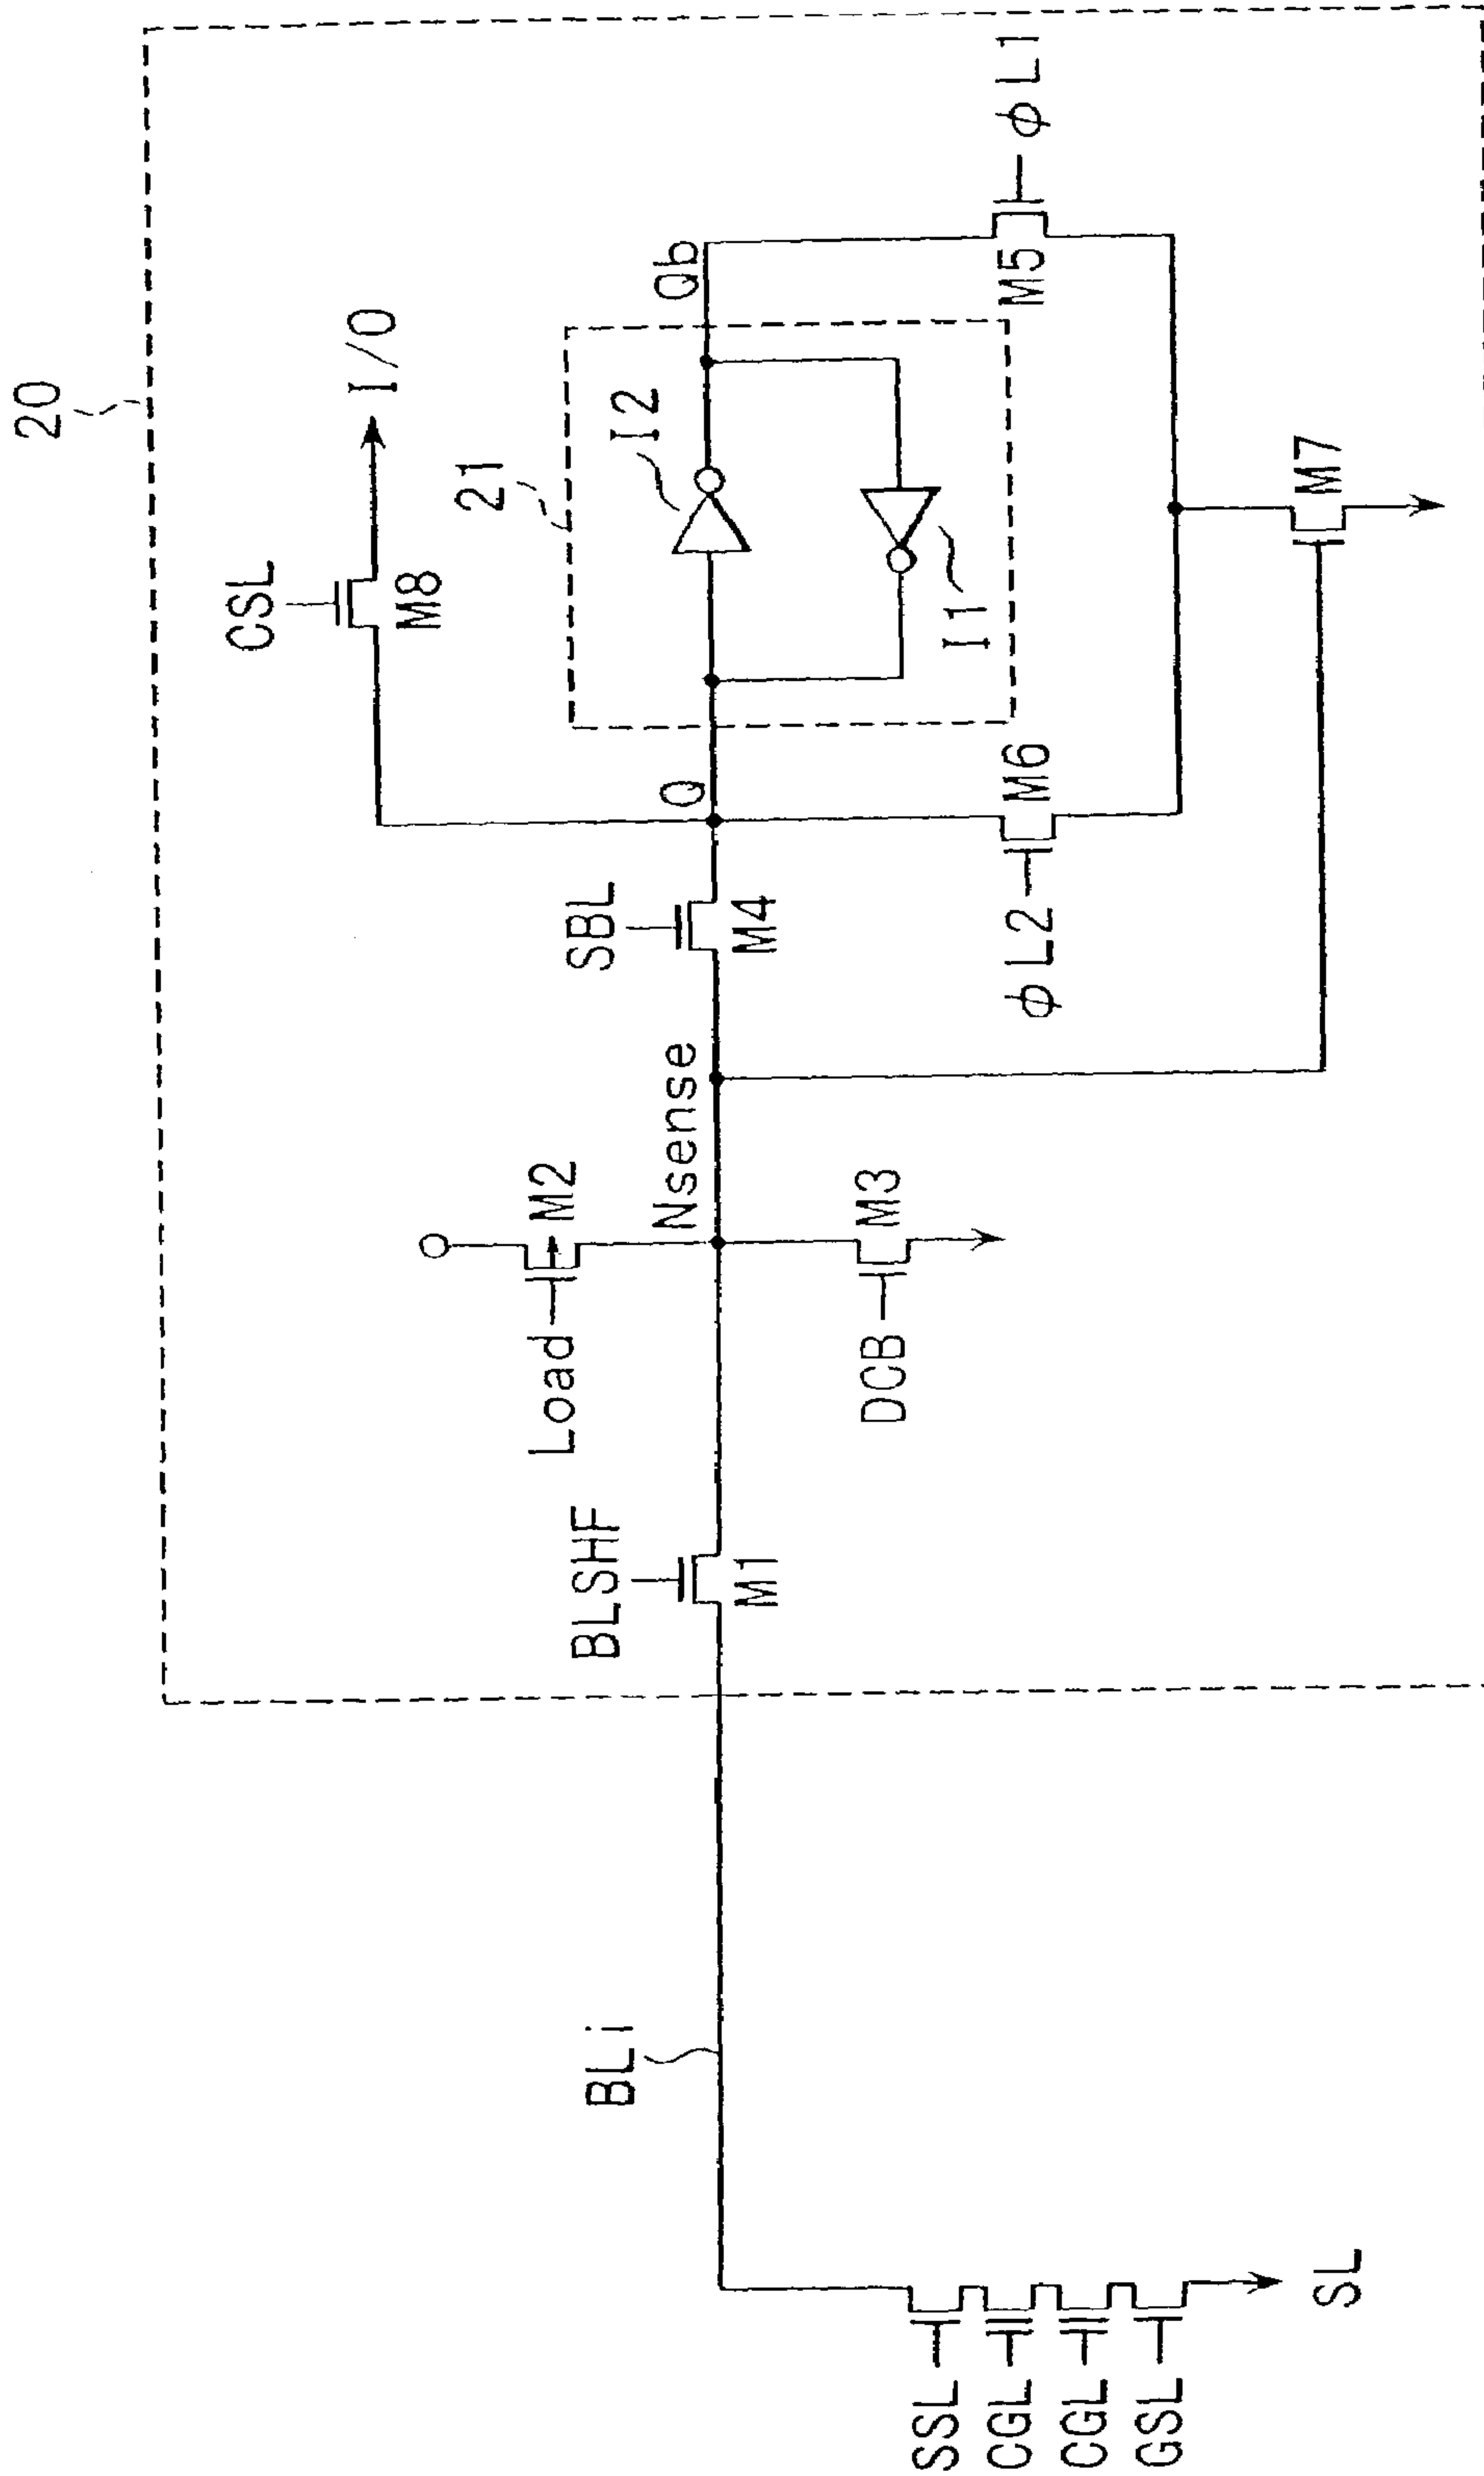 20
CSL
I/O
M8
21
I2
I1
Q
Qb
SBL
M4
Nsense
Load
M2
DCB
M3
BLSHF
M1
φL2
M6
M5
φL1
M7
BLi
SSL
CGL
CGL
GSL
SL